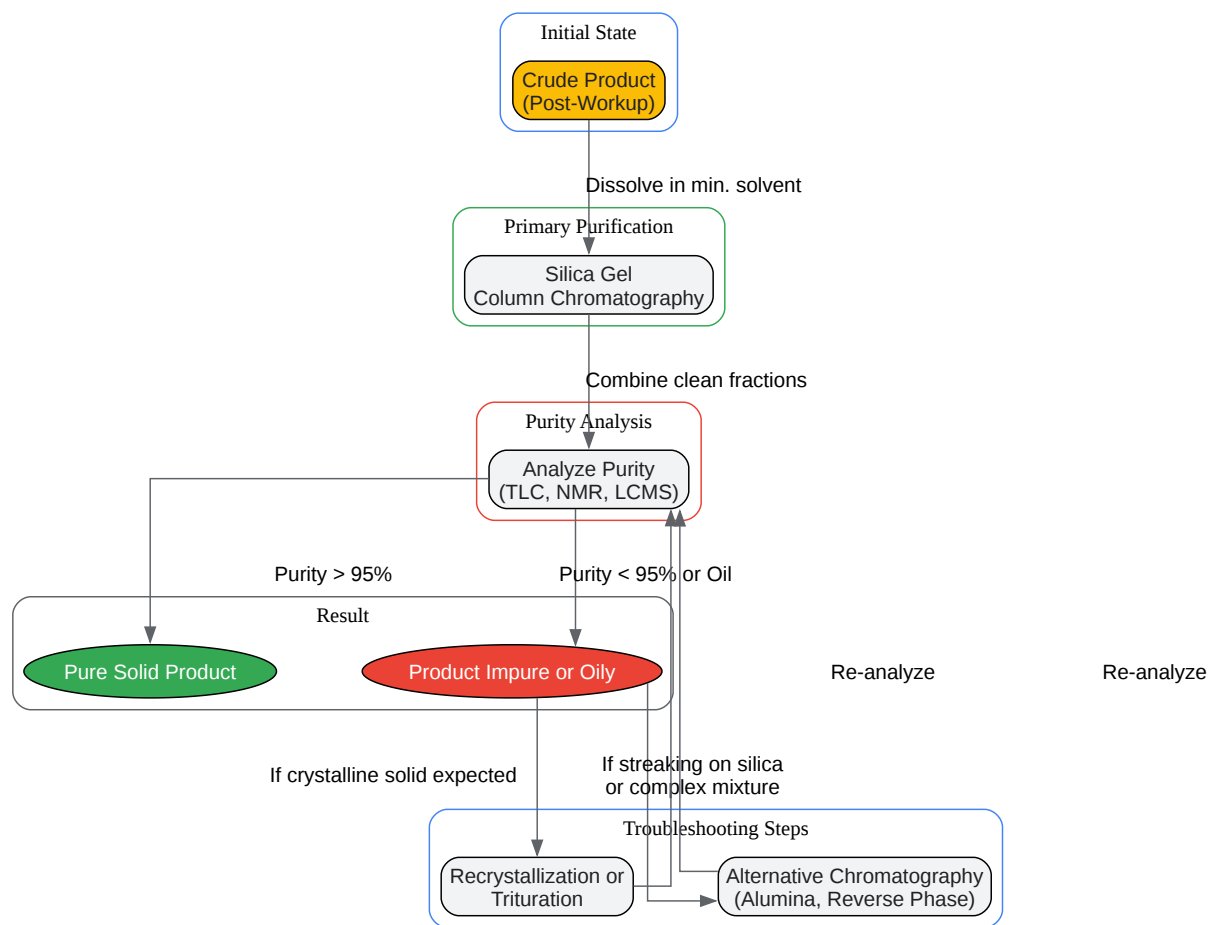 Initial State
Crude Product
(Post-Workup)
Dissolve in min. solvent
Primary Purification
Silica Gel
Column Chromatography
Combine clean fractions
Purity Analysis
Analyze Purity
(TLC, NMR, LCMS)
Purity > 95%
Purity < 95% or Oil
Result
Pure Solid Product
Product Impure or Oily
Re-analyze
Re-analyze
If crystalline solid expected
If streaking on silica
or complex mixture
Troubleshooting Steps
Recrystallization or
Trituration
Alternative Chromatography
(Alumina, Reverse Phase)